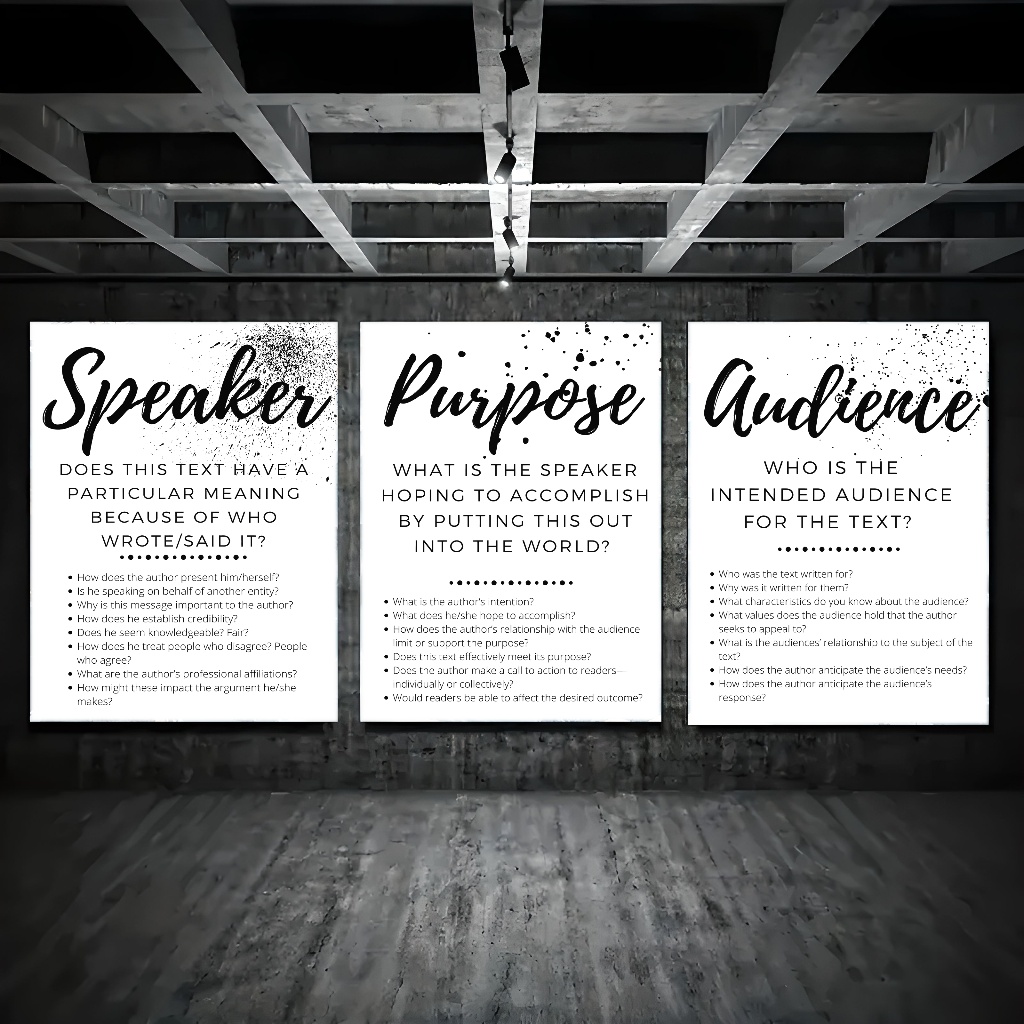 Speaker
DOES THIS TEXT HAVE A
PARTICULAR MEANING
BECAUSE OF WHO
WROTE/SAID IT?
• How does the author present him/herself?
• Is he speaking on behalf of another entity?
• Why is this message important to the author?
• How does he establish credibility?
• Does he seem knowledgeable? Fair?
• How does he treat people who disagree? People
who agree?
• What are the author's professional affiliations?
• How might these impact the argument he/she
makes?
Purpose
WHAT IS THE SPEAKER
HOPING TO ACCOMPLISH
BY PUTTING THIS OUT
INTO THE WORLD?
• What is the author's intention?
• What does he/she hope to accomplish?
• How does the author's relationship with the audience
limit or support the purpose?
• Does this text effectively meet its purpose?
• Does the author make a call to action to readers—
individually or collectively?
• Would readers be able to affect the desired outcome?
Audience
WHO IS THE
INTENDED AUDIENCE
FOR THE TEXT?
• Who was the text written for?
• Why was it written for them?
• What characteristics do you know about the audience?
• What values does the audience hold that the author
seeks to appeal to?
• What is the audiences' relationship to the subject of the
text?
• How does the author anticipate the audience's needs?
• How does the author anticipate the audience's
response?